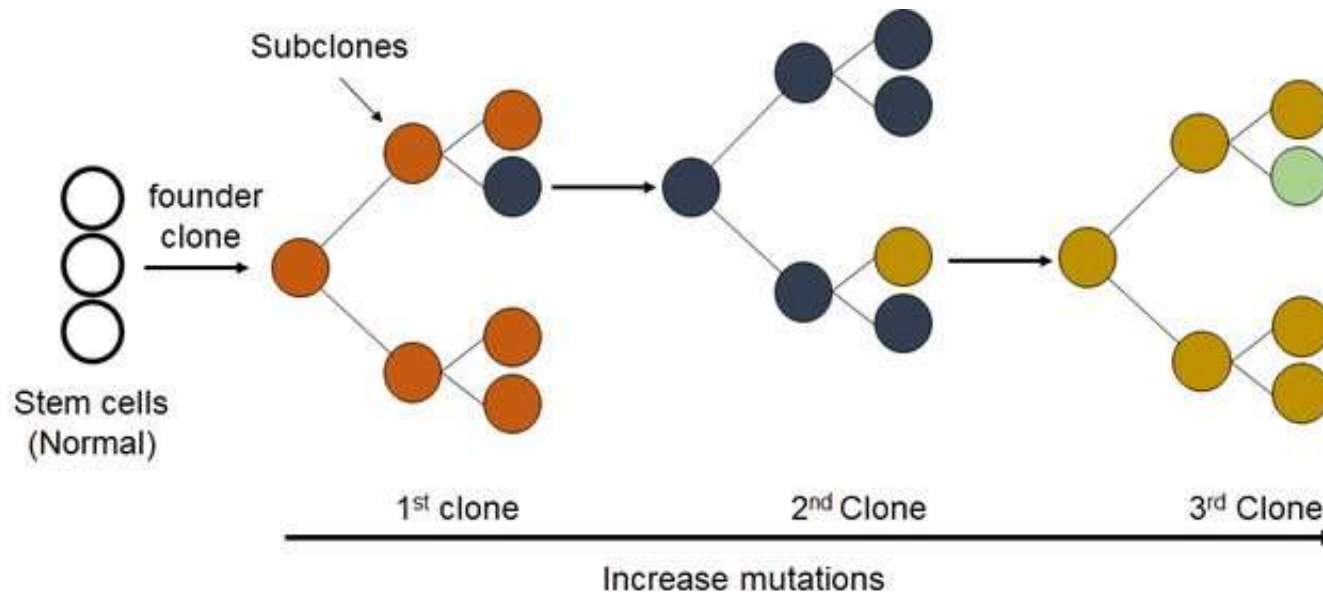 Subclones
founder
clone
Stem cells
(Normal)
1st clone
2nd Clone
3rd Clone
Increase mutations